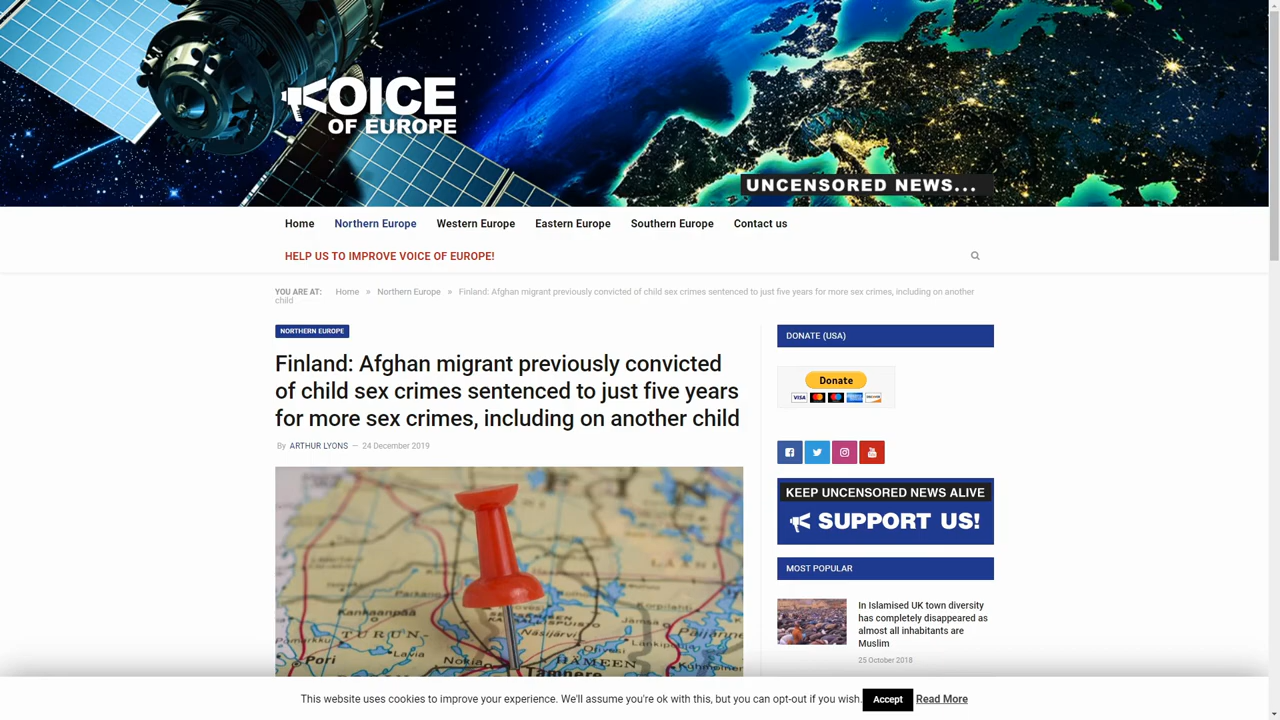 VOICE
OF EUROPE
UNCENSORED NEWS...
Home Northern Europe Western Europe Eastern Europe Southern Europe Contact us
HELP US TO IMPROVE VOICE OF EUROPE!
YOU ARE AT: Home » Northern Europe » Finland: Afghan migrant previously convicted of child sex crimes sentenced to just five years for more sex crimes, including on another
child
NORTHERN EUROPE
Finland: Afghan migrant previously convicted
of child sex crimes sentenced to just five years
for more sex crimes, including on another child
By ARTHUR LYONS — 24 December 2019
Kankaanpää
TURUN
Pori
Nokia
Näsijärvi
HÄMEEN
Tampere
DONATE (USA)
Donate
VISA
KEEP UNCENSORED NEWS ALIVE
SUPPORT US!
MOST POPULAR
In Islamised UK town diversity
has completely disappeared as
almost all inhabitants are
Muslim
25 October 2018
This website uses cookies to improve your experience. We'll assume you're ok with this, but you can opt-out if you wish. Accept Read More